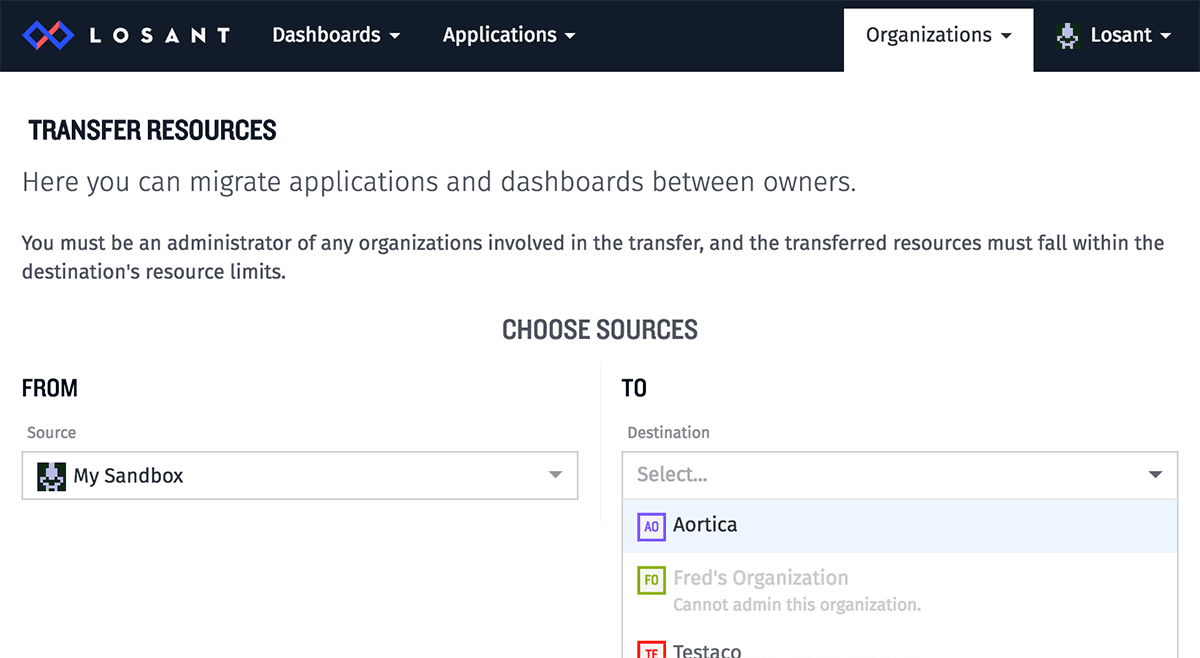 LOSANT Dashboards Applications Organizations Losant
TRANSFER RESOURCES
Here you can migrate applications and dashboards between owners.
You must be an administrator of any organizations involved in the transfer, and the transferred resources must fall within the
destination's resource limits.
CHOOSE SOURCES
FROM
Source
My Sandbox
TO
Destination
Select...
AO Aortica
FO Fred's Organization
Cannot admin this organization.
TE Testaco